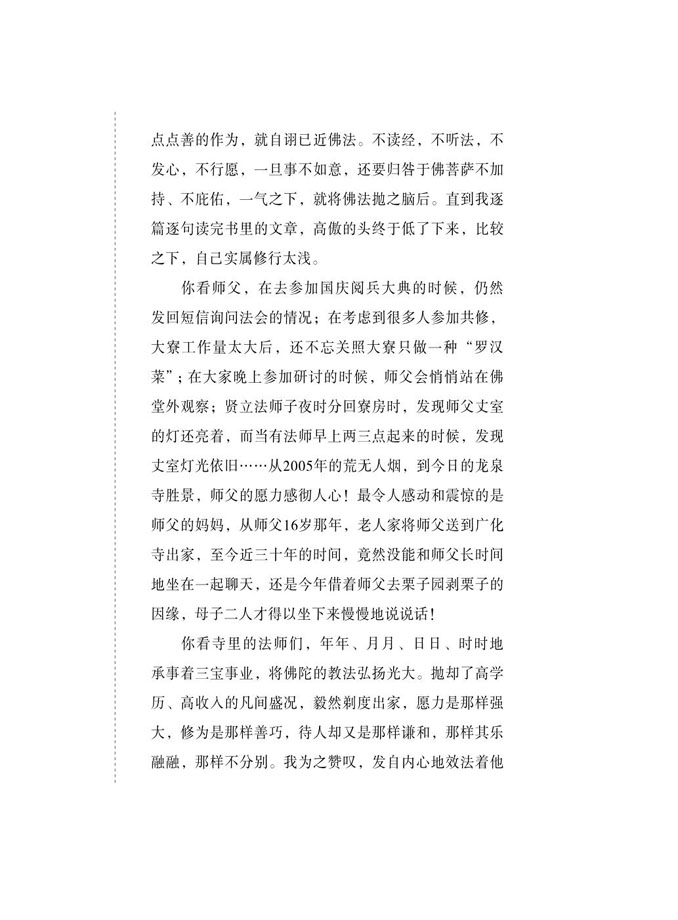 点点善的作为，就自诩已近佛法。不读经，不听法，不
发心，不行愿，一旦事不如意，还要归咎于佛菩萨不加
持、不庇佑，一气之下，就将佛法抛之脑后。直到我逐
篇逐句读完书里的文章，高傲的头终于低了下来，比较
之下，自己实属修行太浅。
你看师父，在去参加国庆阅兵大典的时候，仍然
发回短信询问法会的情况；在考虑到很多人参加共修，
大寮工作量太大后，还不忘关照大寮只做一种“罗汉
菜”；在大家晚上参加研讨的时候，师父会悄悄站在佛
堂外观察；贤立法师子夜时分回寮房时，发现师父丈室
的灯还亮着，而当有法师早上两三点起来的时候，发现
丈室灯光依旧……从2005年的荒无人烟，到今日的龙泉
寺胜景，师父的愿力感彻人心！最令人感动和震惊的是
师父的妈妈，从师父16岁那年，老人家将师父送到广化
寺出家，至今近三十年的时间，竟然没能和师父长时间
地坐在一起聊天，还是今年借着师父去栗子园剥栗子的
因缘，母子二人才得以坐下来慢慢地说说话！
你看寺里的法师们，年年、月月、日日、时时地
承事着三宝事业，将佛陀的教法弘扬光大。抛却了高学
历、高收入的凡间盛况，毅然剃度出家，愿力是那样强
大，修为是那样善巧，待人却又是那样谦和，那样其乐
融融，那样不分别。我为之赞叹，发自内心地效法着他